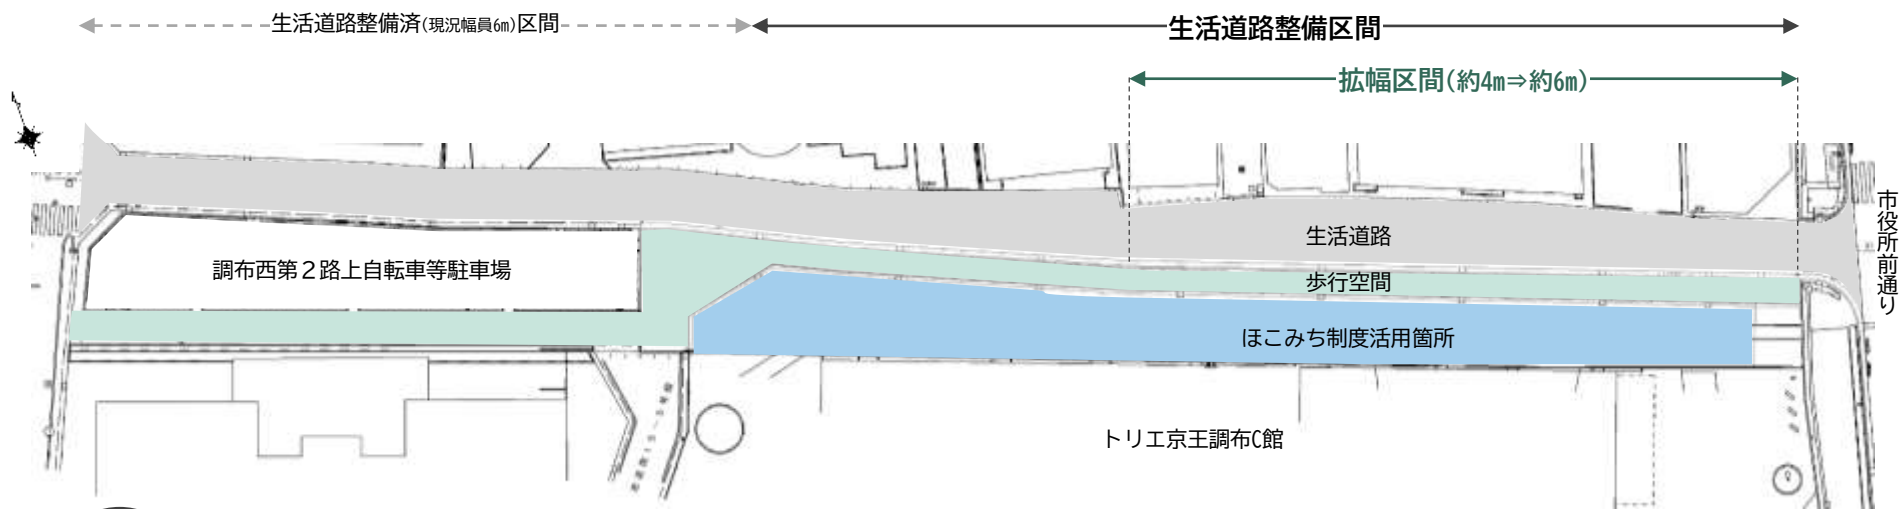 生活道路整備済(現況幅員6m)区間
生活道路整備区間
拡幅区間(約4m⇒約6m)
生活道路
市役所前通り
調布西第２路上自転車等駐車場
歩行空間
ほこみち制度活用箇所
トリエ京王調布C館